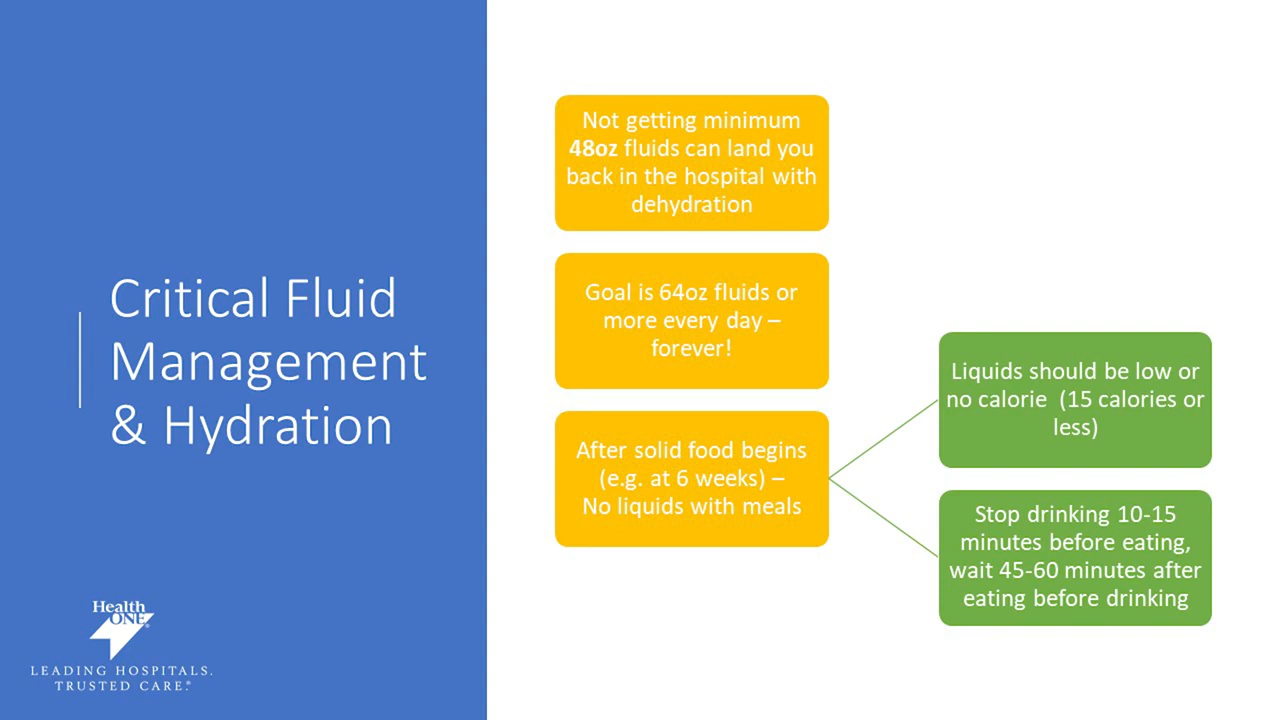 Critical Fluid
Management
& Hydration
Health
ONE®
LEADING HOSPITALS.
TRUSTED CARE.®
Not getting minimum
48oz fluids can land you
back in the hospital with
dehydration
Goal is 64oz fluids or
more every day –
forever!
After solid food begins
(e.g. at 6 weeks) –
No liquids with meals
Liquids should be low or
no calorie  (15 calories or
less)
Stop drinking 10-15
minutes before eating,
wait 45-60 minutes after
eating before drinking